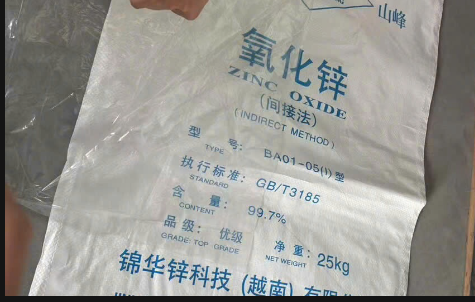 山峰
氧化锌
ZINC OXIDE
(间接法)
(INDIRECT METHOD)
型 号: BA01-05(I)型
TYPE
执行标准: GB/T3185
STANDARD
含 量: 99.7%
CONTENT
品级: 优级
GRADE: TOP GRADE
净重: 25kg
NET WEIGHT
锦华锌科技(越南)有限